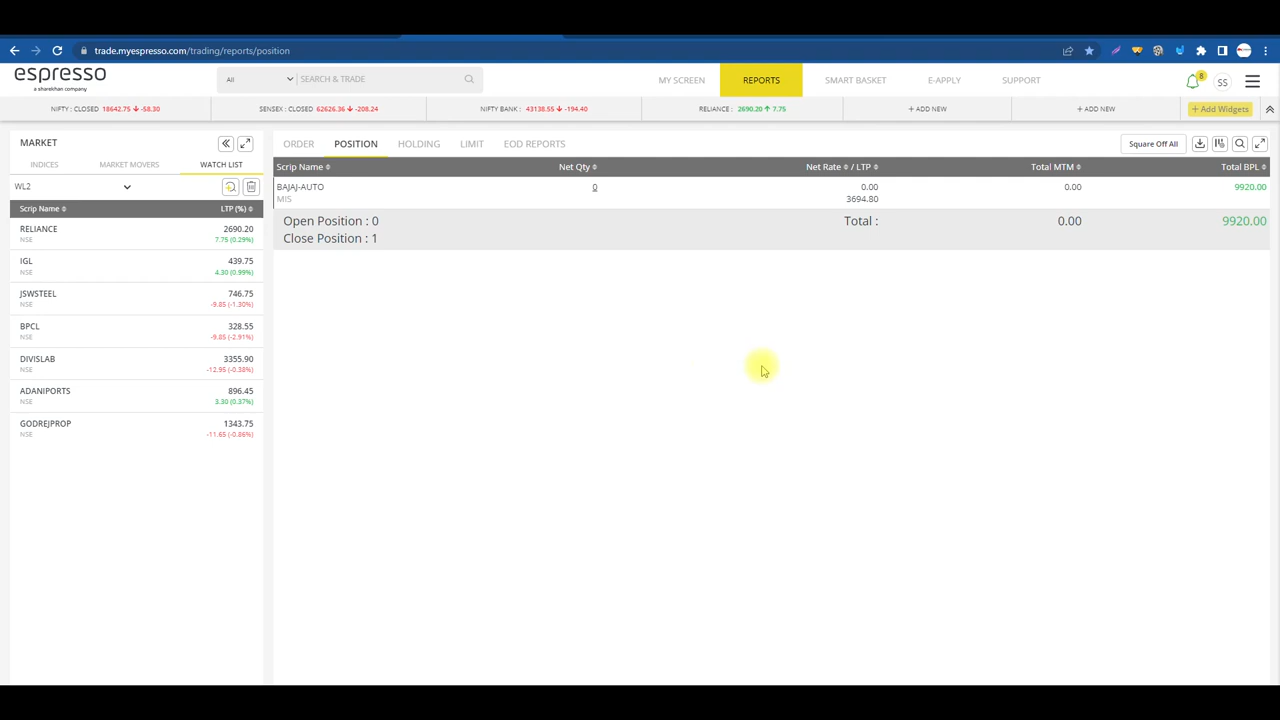 trade.myespresso.com/trading/reports/position
espresso
a sharekhan company
All
SEARCH & TRADE
MY SCREEN
REPORTS
SMART BASKET
E-APPLY
SUPPORT
8
SS
NIFTY : CLOSED 18642.75 -58.30
SENSEX : CLOSED 62626.36 -208.24
NIFTY BANK : 43138.55 -194.40
RELIANCE : 2690.20 7.75
+ ADD NEW
+ ADD NEW
+ Add Widgets
MARKET
INDICES
MARKET MOVERS
WATCH LIST
WL2
Scrip Name LTP (%)
RELIANCE 2690.20
NSE 7.75 (0.29%)
IGL 439.75
NSE 4.30 (0.99%)
JSWSTEEL 746.75
NSE -9.85 (-1.30%)
BPCL 328.55
NSE -9.85 (-2.91%)
DIVISLAB 3355.90
NSE -12.95 (-0.38%)
ADANIPORTS 896.45
NSE 3.30 (0.37%)
GODREJPROP 1343.75
NSE -11.65 (-0.86%)
ORDER
POSITION
HOLDING
LIMIT
EOD REPORTS
Square Off All
Scrip Name Net Qty Net Rate / LTP Total MTM Total BPL
BAJAJ-AUTO 0 0.00 0.00 9920.00
MIS 3694.80
Open Position : 0 Total : 0.00 9920.00
Close Position : 1